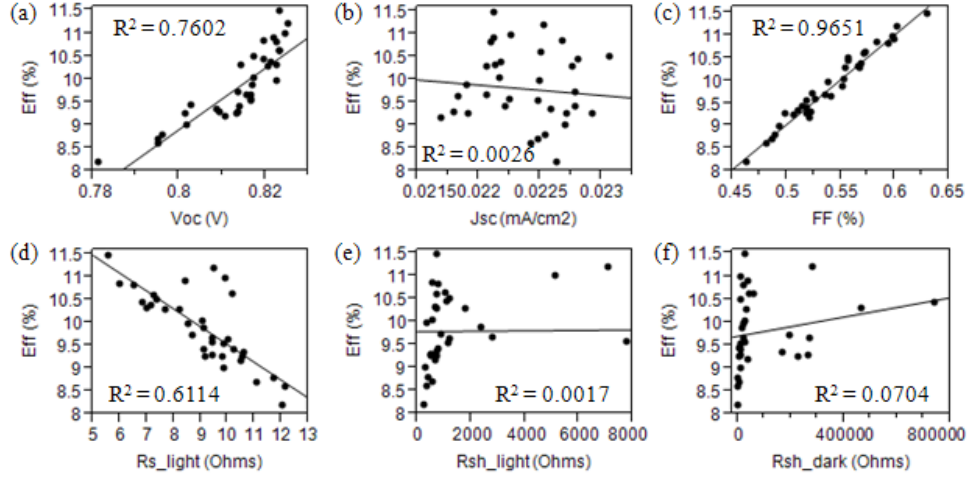 (a)
R² = 0.7602
Eff (%)
11.5
11
10.5
10
9.5
9
8.5
8
0.78
0.8
0.82
Voc (V)
(b)
R² = 0.0026
Eff (%)
11.5
11
10.5
10
9.5
9
8.5
8
0.0215
0.022
0.0225
0.023
Jsc (mA/cm2)
(c)
R² = 0.9651
Eff (%)
11.5
11
10.5
10
9.5
9
8.5
8
0.45
0.5
0.55
0.6
0.65
FF (%)
(d)
R² = 0.6114
Eff (%)
11.5
11
10.5
10
9.5
9
8.5
8
5 6 7 8 9 10 11 12 13
Rs_light (Ohms)
(e)
R² = 0.0017
Eff (%)
11.5
11
10.5
10
9.5
9
8.5
8
0 2000 4000 6000 8000
Rsh_light (Ohms)
(f)
R² = 0.0704
Eff (%)
11.5
11
10.5
10
9.5
9
8.5
8
0 400000 800000
Rsh_dark (Ohms)